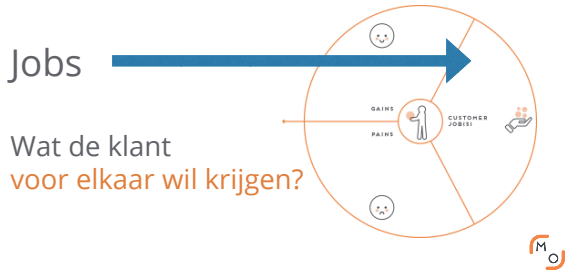 Jobs
Wat de klant
voor elkaar wil krijgen?
GAINS
PAINS
CUSTOMER
JOB(S)
M
O